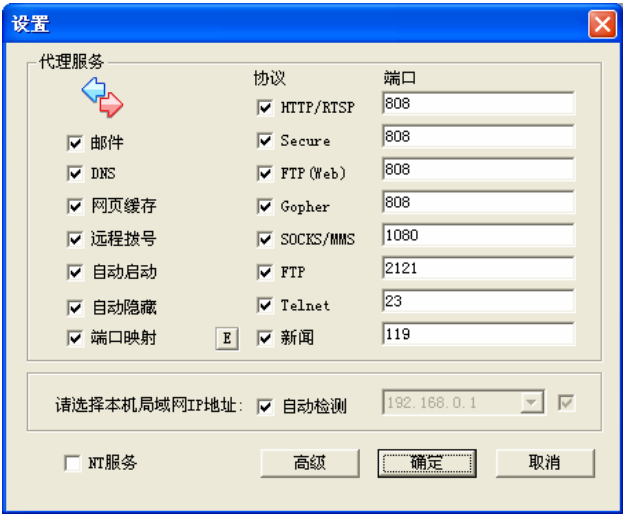 设置
代理服务
协议 端口
HTTP/RTSP 808
邮件 Secure 808
DNS FTP(Web) 808
网页缓存 Gopher 808
远程拨号 SOCKS/MMS 1080
自动启动 FTP 2121
自动隐藏 Telnet 23
端口映射 E 新闻 119
请选择本机局域网IP地址: 自动检测 192.168.0.1
NT服务 高级 确定 取消